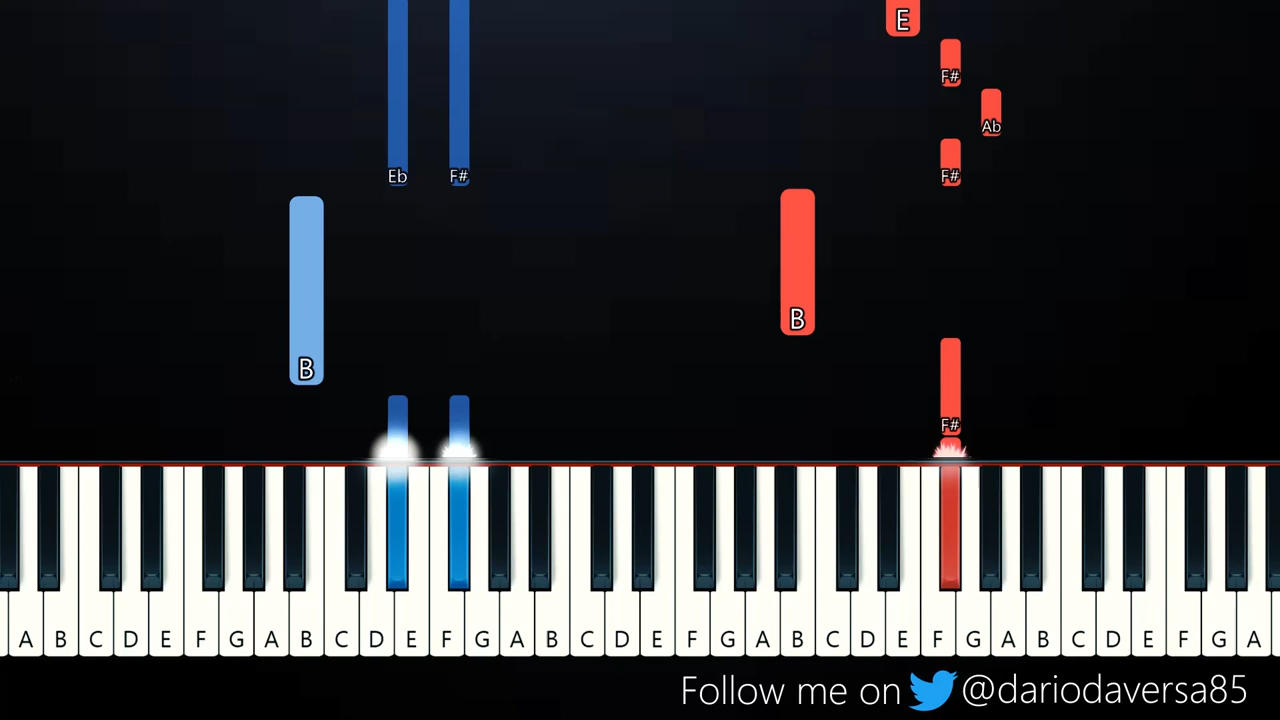 E
F#
Ab
Eb F# F#
B
B
F#
A B C D E F G A B C D E F G A B C D E F G A B C D E F G A B C D E F G A
Follow me on @dariodaversa85